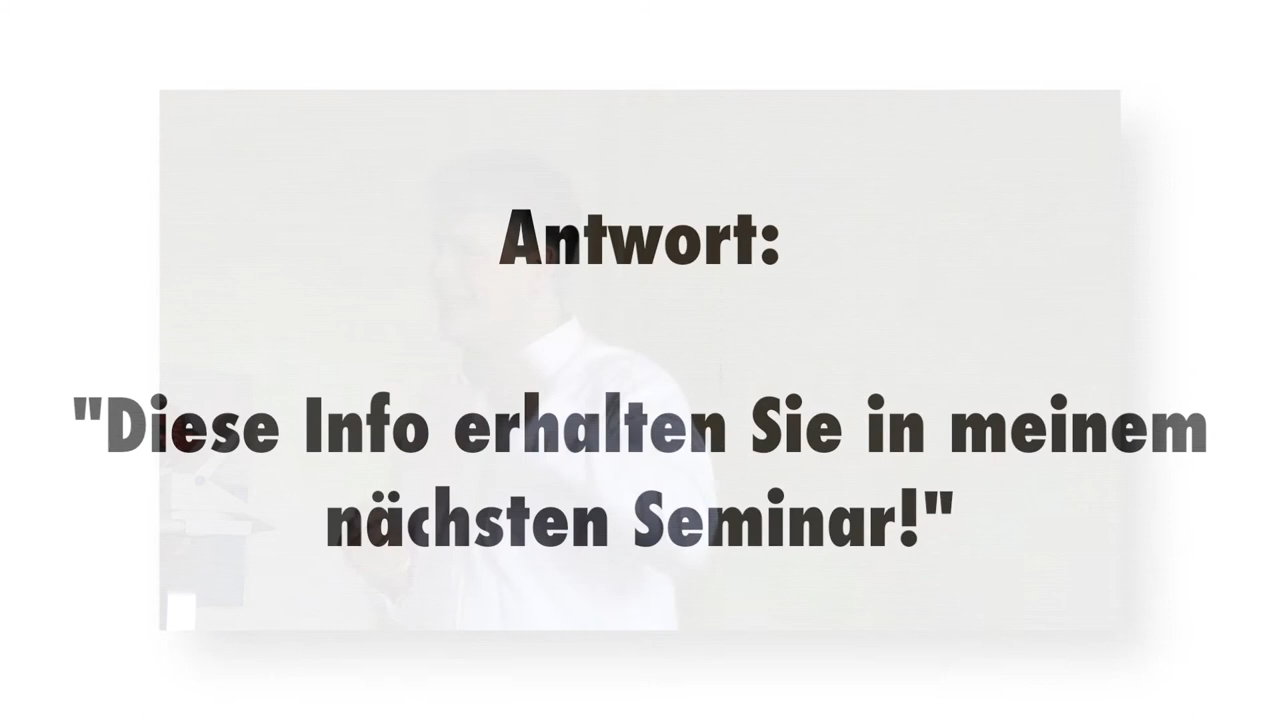 Antwort:
"Diese Info erhalten Sie in meinem
nächsten Seminar!"